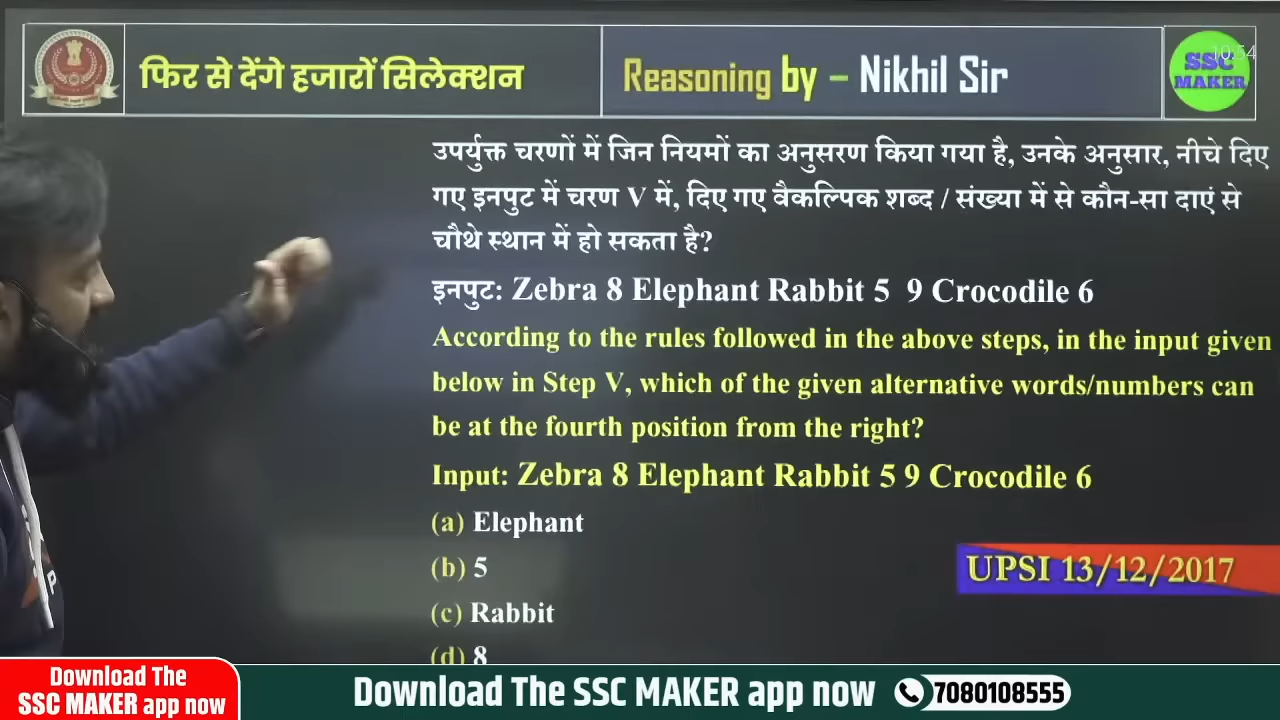 फिर से देंगे हजारों सिलेक्शन
Reasoning by – Nikhil Sir
10:54
SSC
MAKER
उपर्युक्त चरणों में जिन नियमों का अनुसरण किया गया है, उनके अनुसार, नीचे दिए
गए इनपुट में चरण V में, दिए गए वैकल्पिक शब्द / संख्या में से कौन-सा दाएं से
चौथे स्थान में हो सकता है?
इनपुट: Zebra 8 Elephant Rabbit 5 9 Crocodile 6
According to the rules followed in the above steps, in the input given
below in Step V, which of the given alternative words/numbers can
be at the fourth position from the right?
Input: Zebra 8 Elephant Rabbit 5 9 Crocodile 6
(a) Elephant
(b) 5
UPSI 13/12/2017
(c) Rabbit
(d) 8
Download The
SSC MAKER app now
Download The SSC MAKER app now
7080108555